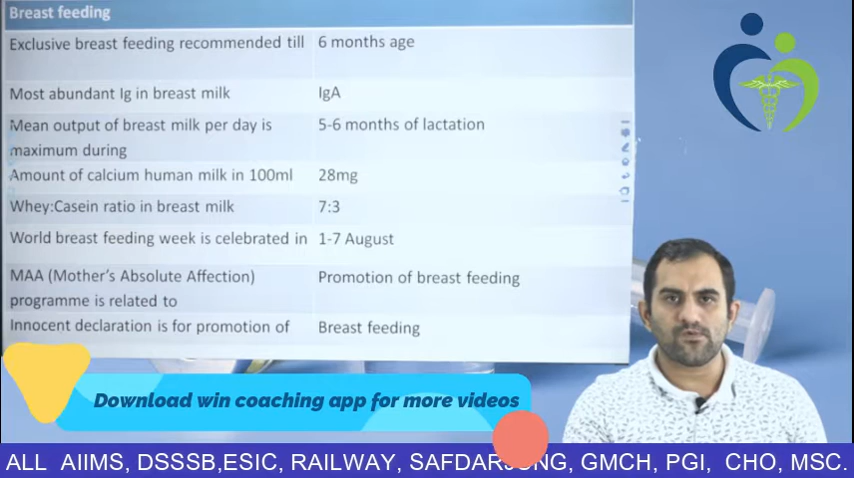 Breast feeding
Exclusive breast feeding recommended till 6 months age
Most abundant Ig in breast milk IgA
Mean output of breast milk per day is 5-6 months of lactation
maximum during
Amount of calcium human milk in 100ml 28mg
Whey:Casein ratio in breast milk 7:3
World breast feeding week is celebrated in 1-7 August
MAA (Mother's Absolute Affection) Promotion of breast feeding
programme is related to
Innocent declaration is for promotion of Breast feeding
Download win coaching app for more videos
ALL AIIMS, DSSSB,ESIC, RAILWAY, SAFDARJUNG, GMCH, PGI, CHO, MSC.